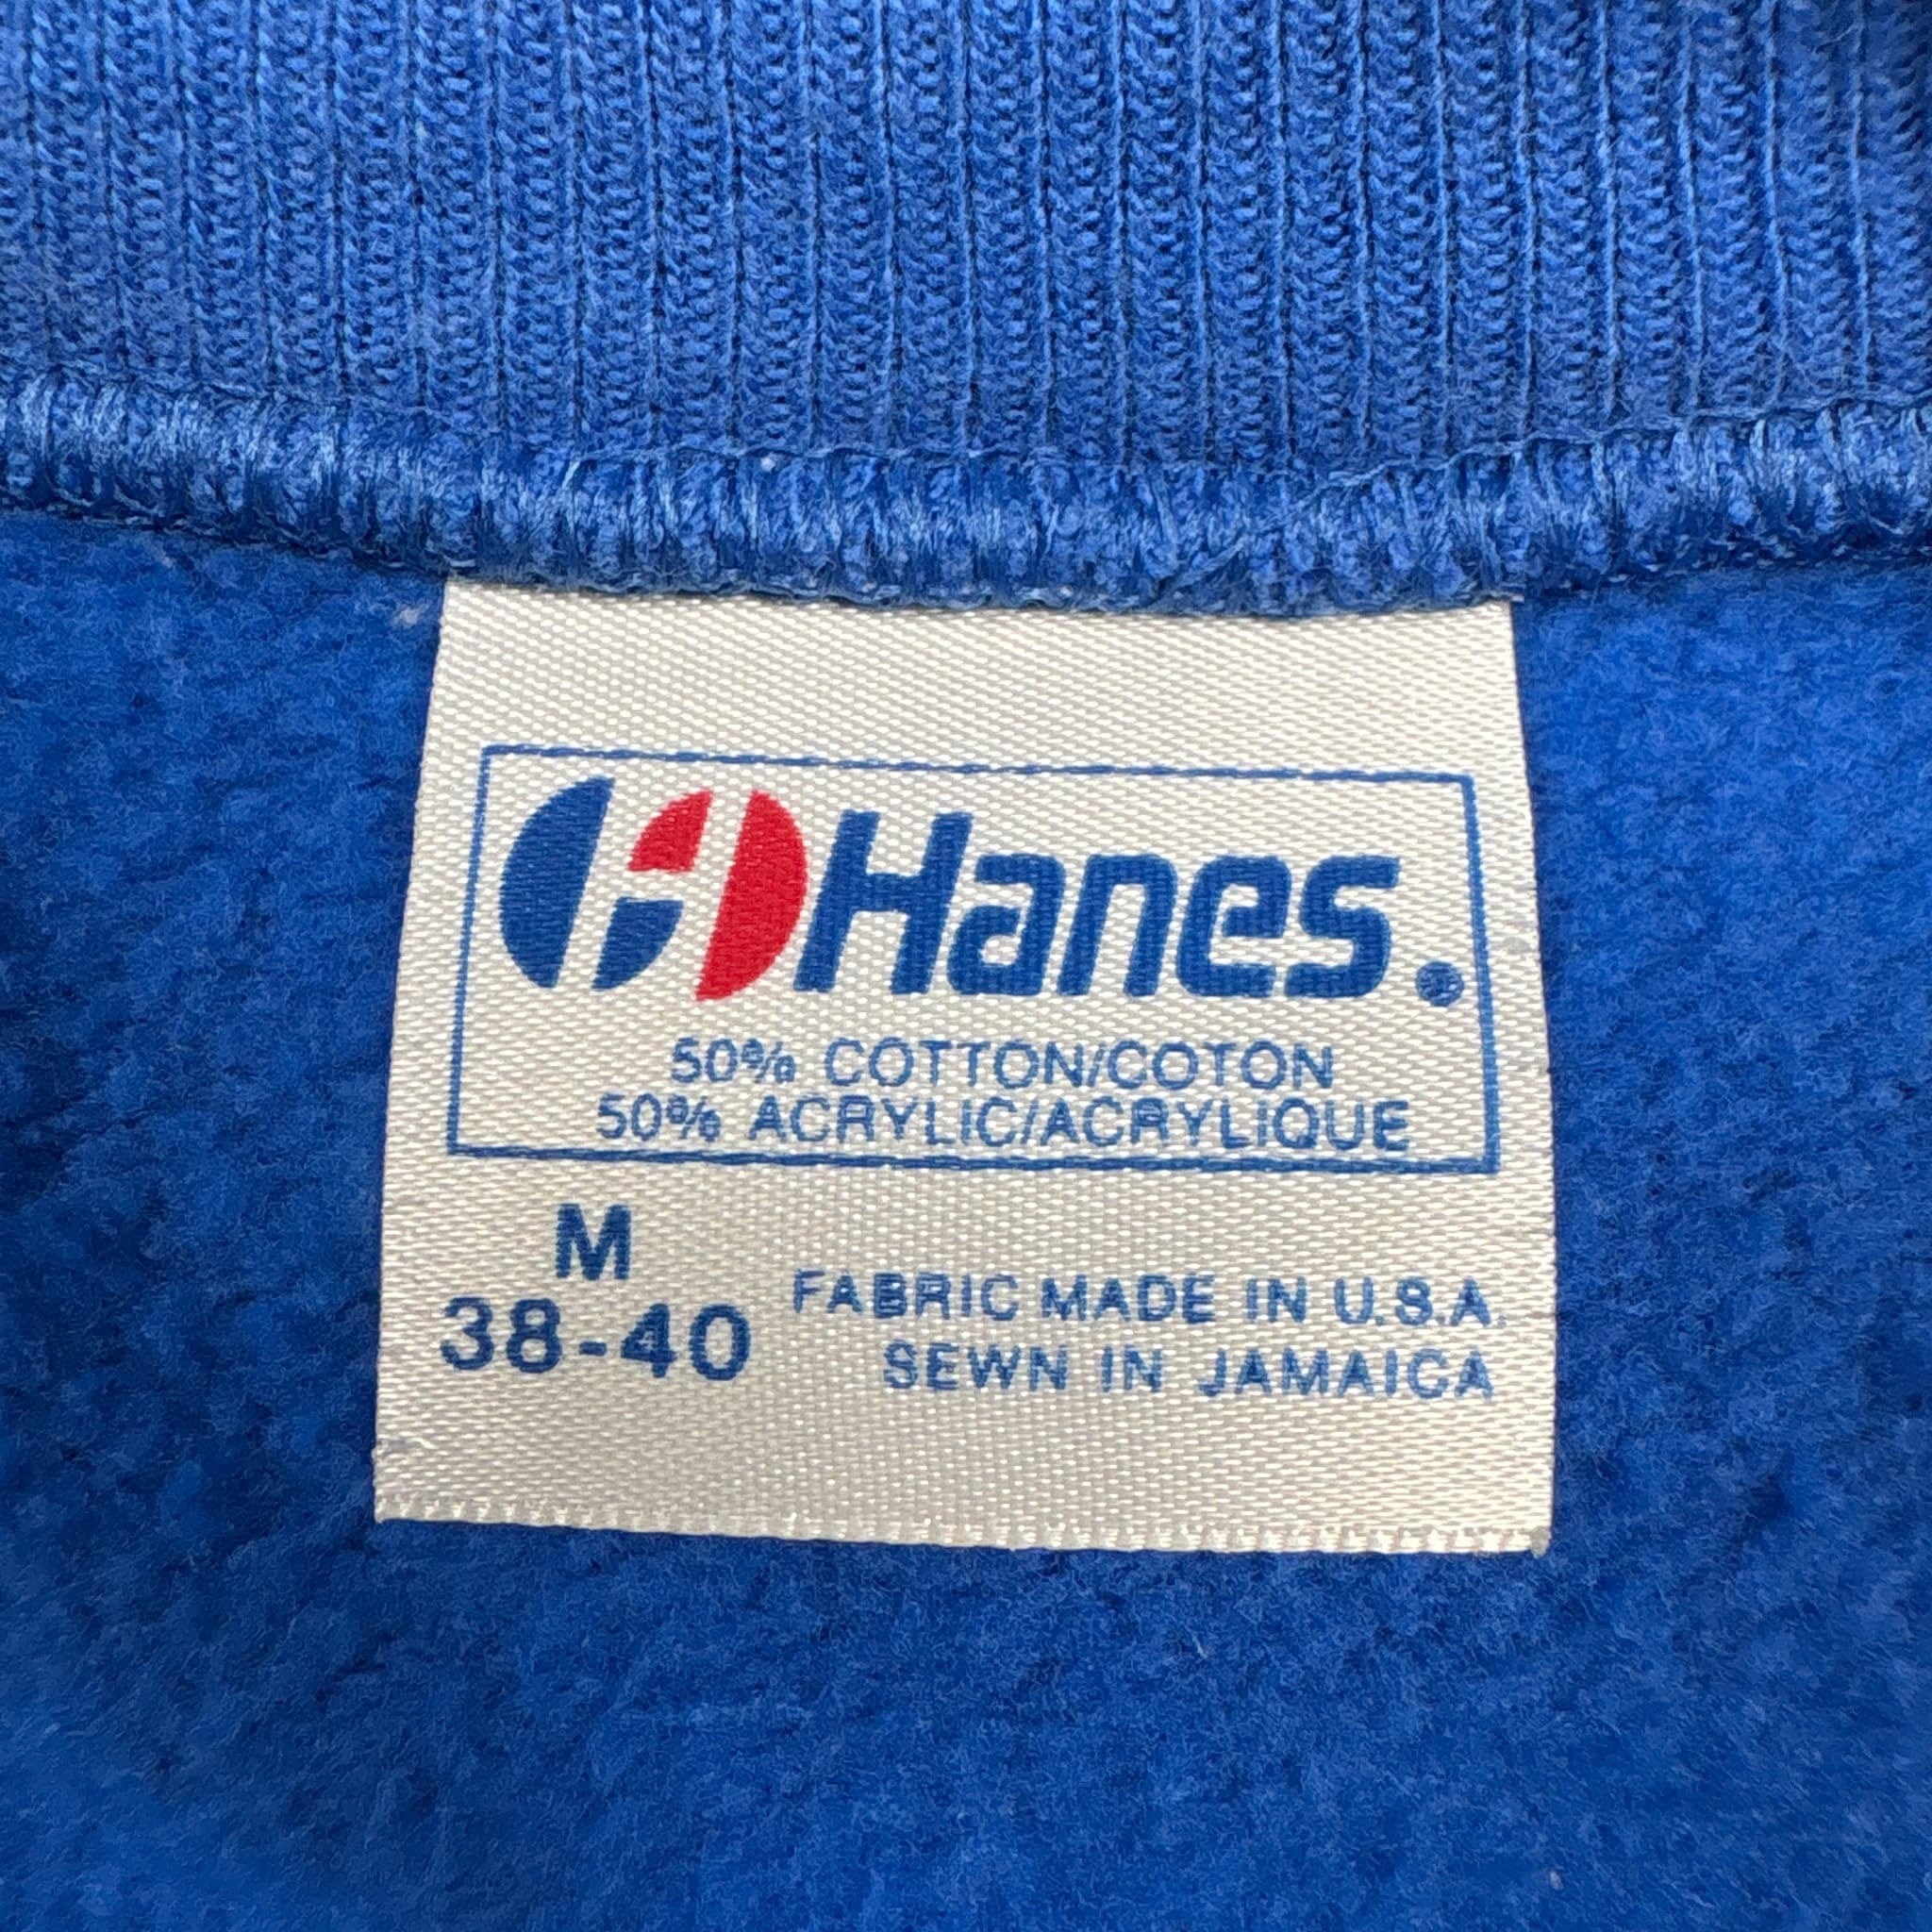 Hanes.®
50% COTTON/COTON
50% ACRYLIC/ACRYLIQUE
M
38-40
FABRIC MADE IN U.S.A.
SEWN IN JAMAICA